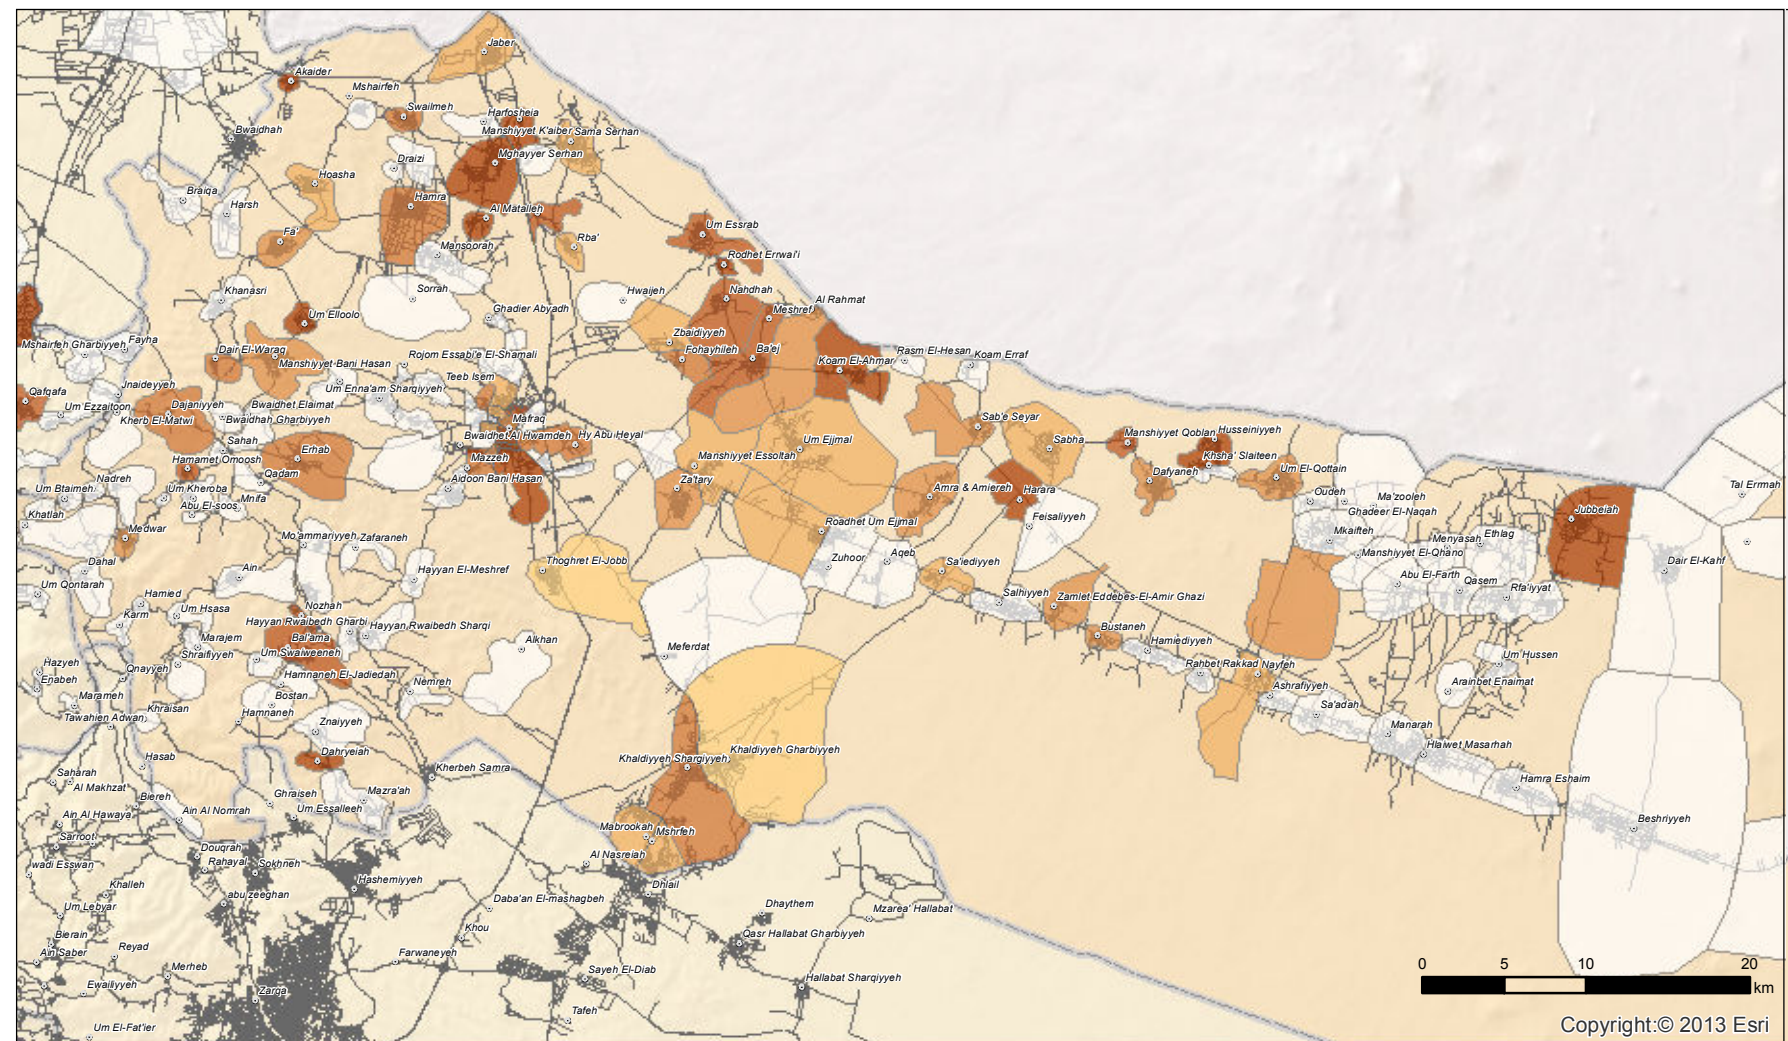 Jaber
Akaider
Mshairfeh
Swailmeh
Harfosheia
Bwaidhah
Manshiyyet K'aiber
Sama Serhan
Mghayyer Serhan
Draizi
Hoasha
Braiqa
Harsh
Hamra
Al Matalleh
Fa'
Mansoorah
Rba'
Um Essrab
Rodhet Errwai'i
Khanasri
Sorrah
Hwaijeh
Nahdhah
Al Rahmat
Meshref
Ghadier Abyadh
Um Elloolo
Zbaidiyyeh
Mshairfeh Gharbiyyeh
Fayha
Dair El-Waraq
Manshiyyet Bani Hasan
Rojom Essabi'e El-Shamali
Fohayhileh
Ba'ej
Koam El-Ahmar
Rasm El-Hesan
Koam Erraf
Teeb Isem
Um Enna'am Sharqiyyeh
Jnaideyyeh
Qafqafa
Um Ezzaitoon
Dajaniyyeh
Bwaidhet Elaimat
Kherb El-Matwi
Bwaidhah Gharbiyyeh
Mafraq
Sab'e Seyar
Bwaidhet Al Hwamdeh
Hy Abu Heyal
Um Ejjmal
Sabha
Manshiyyet Qoblan
Husseiniyyeh
Sahah
Erhab
Hamamet Omoosh
Mazzeh
Manshiyyet Essoltah
Khsha' Slaiteen
Um El-Qottain
Dafyaneh
Nadreh
Qadam
Aidoon Bani Hasan
Za'tary
Amra & Amiereh
Harara
Um Btaimeh
Um Kheroba
Mnifa
Abu El-soos
Oudeh
Ma'zooleh
Ghadeer El-Naqah
Tal Ermah
Khatlah
Medwar
Roadhet Um Ejjmal
Feisaliyyeh
Jubbeiah
Mkaifteh
Menyasah
Ethlag
Mo'ammariyyeh
Zafaraneh
Manshiyyet El-Qhano
Dahal
Ain
Hayyan El-Meshref
Thoghret El-Jobb
Zuhoor
Aqeb
Sa'iediyyeh
Dair El-Kahf
Um Qontarah
Abu El-Farth
Qasem
Rfa'iyyat
Hamied
Karm
Um Hsasa
Nozhah
Salhiyyeh
Zamlet Eddebes-El-Amir Ghazi
Hayyan Rwaibedh Gharbi
Hayyan Rwaibedh Sharqi
Marajem
Bal'ama
Shraifiyyeh
Um Swaiweeneh
Alkhan
Meferdat
Bustaneh
Hamiediyyeh
Hazyeh
Enabeh
Qnayyeh
Hamnaneh El-Jadiedah
Nemreh
Rahbet Rakkad
Nayfeh
Um Hussen
Ashrafiyyeh
Arainbet Enaimat
Marameh
Bostan
Khraisan
Tawahien Adwan
Hamnaneh
Znaiyyeh
Sa'adah
Manarah
Hasab
Dahryeiah
Khaldiyyeh Sharqiyyeh
Khaldiyyeh Gharbiyyeh
Hlaiwet Masarhah
Saharah
Al Makhzat
Kherbeh Samra
Hamra Eshaim
Biereh
Ghraiseh
Mazra'ah
Ain Al Hawaya
Ain Al Nomrah
Um Essalleeh
Beshriyyeh
Sarroot
Mabrookah
Mshrfeh
Douqrah
Al Nasreiah
wadi Esswan
Rahayal
Sokhneh
Khalleh
Hashemiyyeh
Dhlail
Um Lebyar
abu zeeghan
Daba'an El-mashagbeh
Dhaythem
Mzarea' Hallabat
Bierain
Khou
Qasr Hallabat Gharbiyyeh
Ain Saber
Reyad
Farwaneyeh
Merheb
Sayeh El-Diab
Hallabat Sharqiyyeh
Ewailiyyeh
Zarqa
Tafeh
Um El-Fat'ier
0 5 10 20
km
Copyright:© 2013 Esri